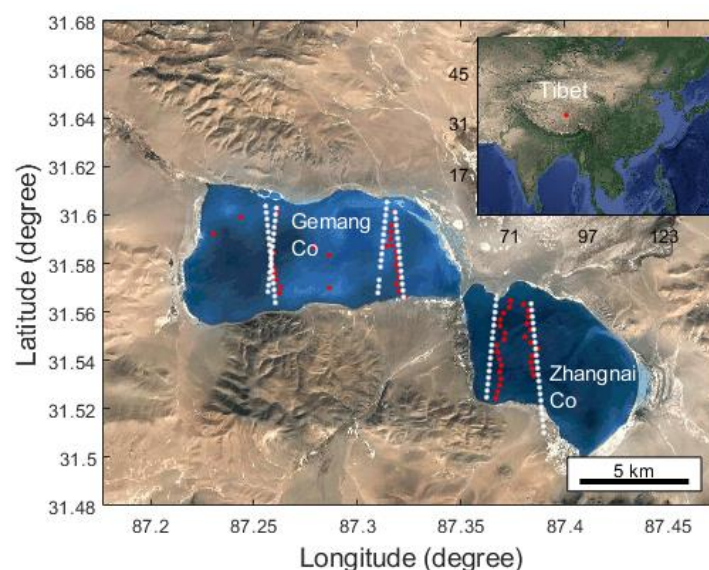 31.68
31.66
31.64
31.62
31.6
31.58
31.56
31.54
31.52
31.5
31.48
Latitude (degree)
45
31
17
Tibet
71 97 123
Gemang
Co
Zhangnai
Co
5 km
87.2 87.25 87.3 87.35 87.4 87.45
Longitude (degree)